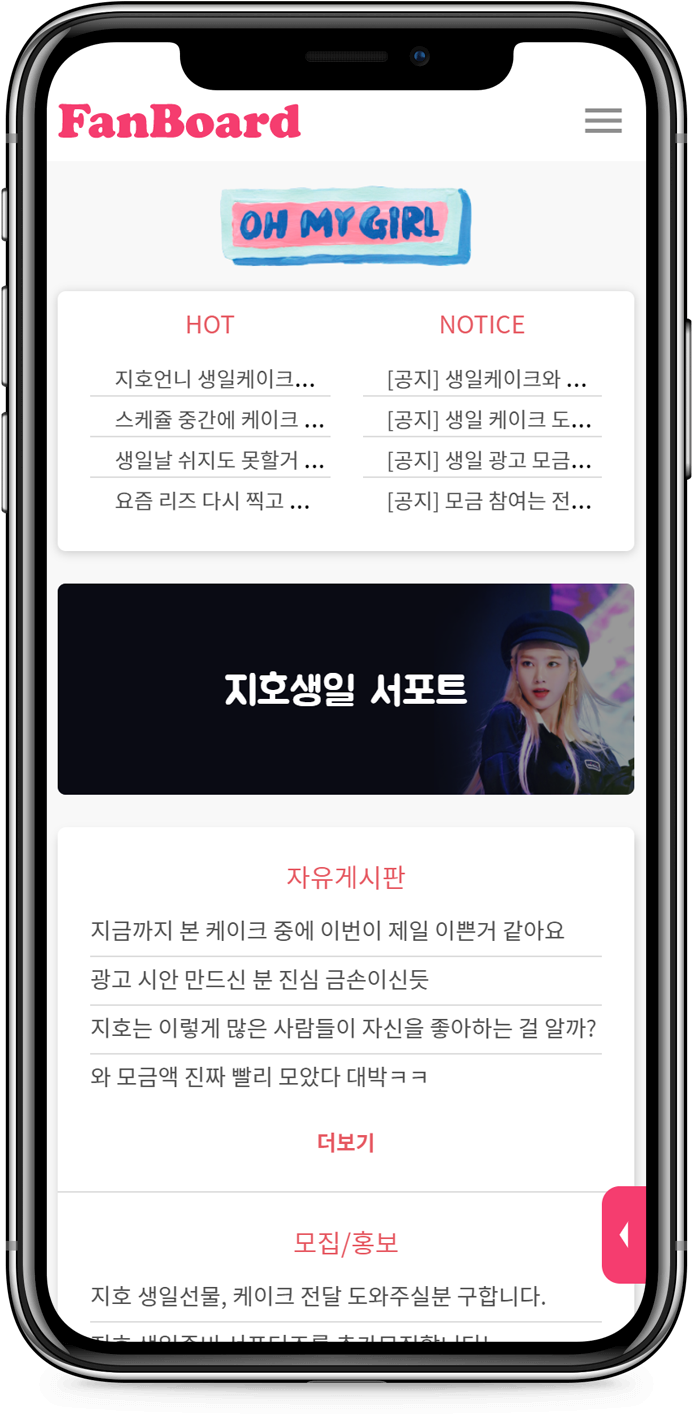 FanBoard
OH MY GIRL
HOT
지호언니 생일케이크...
스케쥴 중간에 케이크 ...
생일날 쉬지도 못할거 ...
요즘 리즈 다시 찍고 ...
NOTICE
[공지] 생일케이크와 ...
[공지] 생일 케이크 도...
[공지] 생일 광고 모금...
[공지] 모금 참여는 전...
지호생일 서포트
자유게시판
지금까지 본 케이크 중에 이번이 제일 이쁜거 같아요
광고 시안 만드신 분 진심 금손이신듯
지호는 이렇게 많은 사람들이 자신을 좋아하는 걸 알까?
와 모금액 진짜 빨리 모았다 대박ㅋㅋ
더보기
모집/홍보
지호 생일선물, 케이크 전달 도와주실분 구합니다.